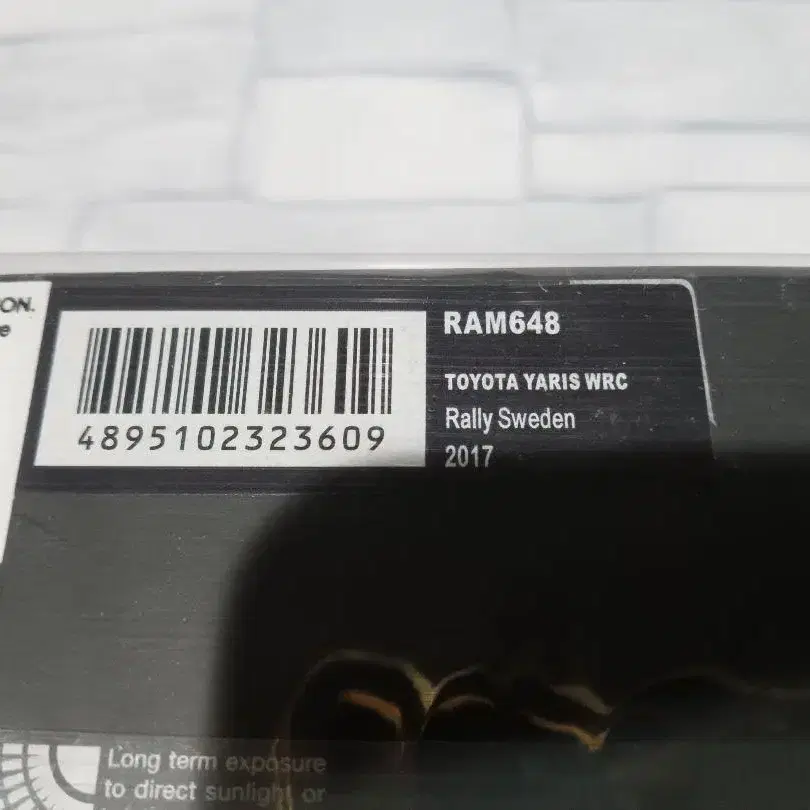 ON.
e
4895102323609
RAM648
TOYOTA YARIS WRC
Rally Sweden
2017
Long term exposure
to direct sunlight or